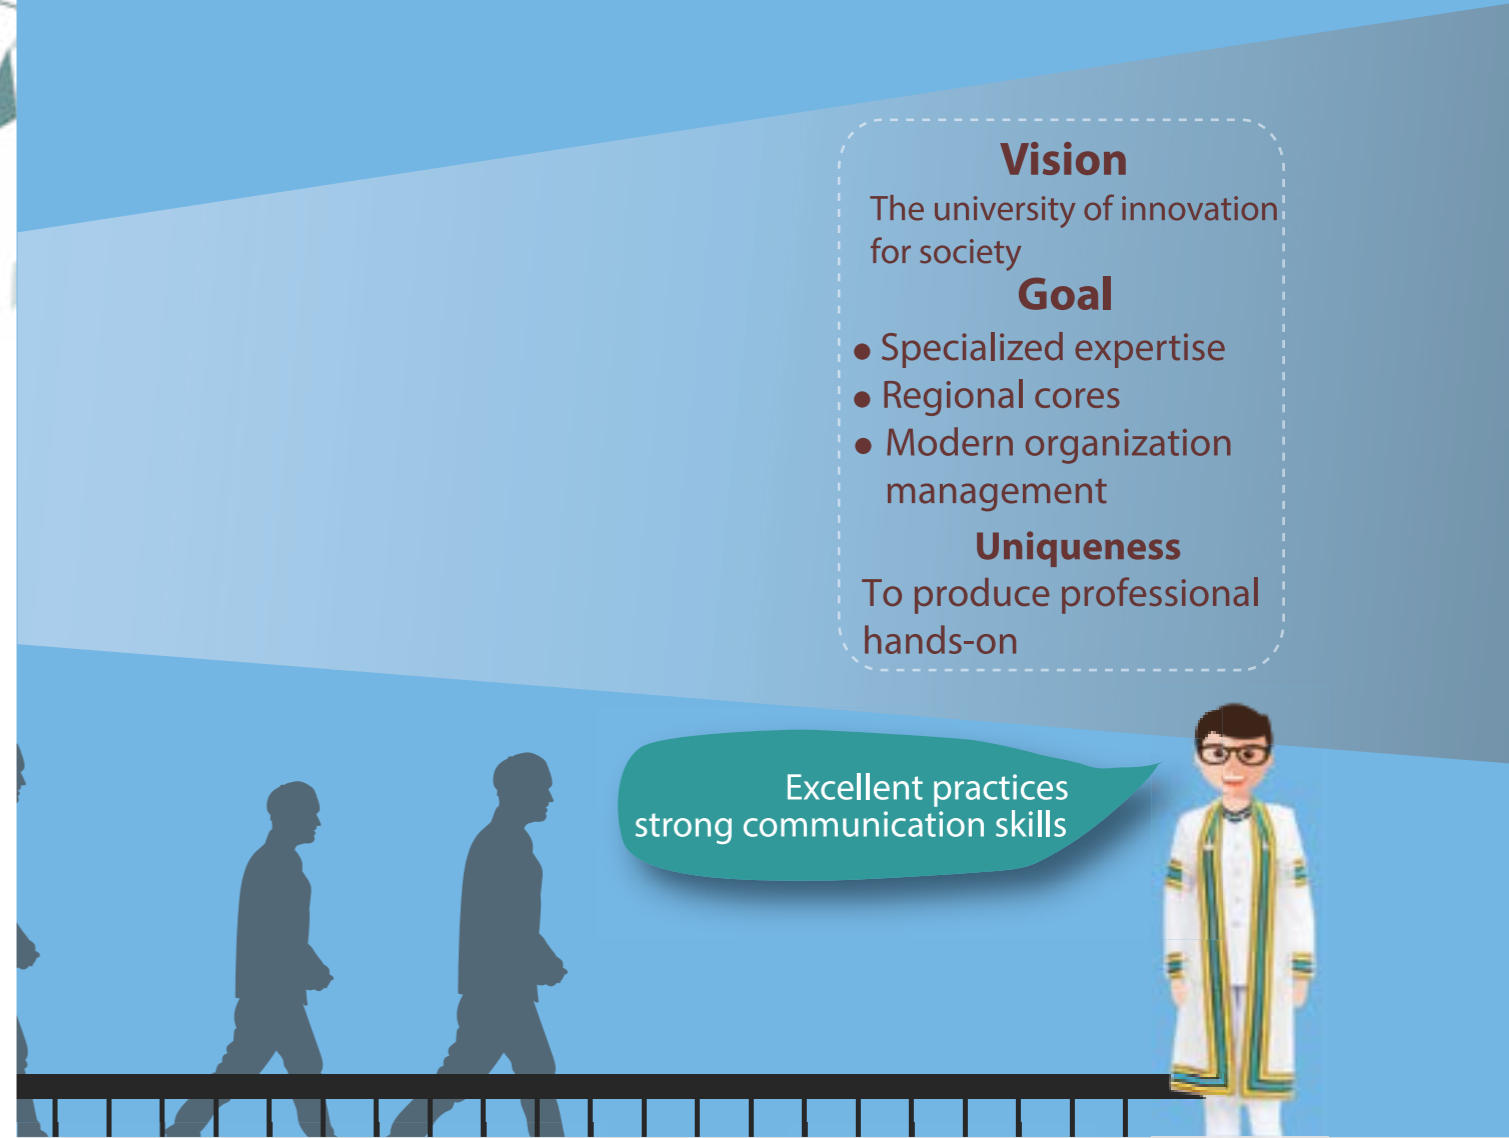 Vision
The university of innovation
for society
Goal
● Specialized expertise
● Regional cores
● Modern organization
management
Uniqueness
To produce professional
hands-on
Excellent practices
strong communication skills